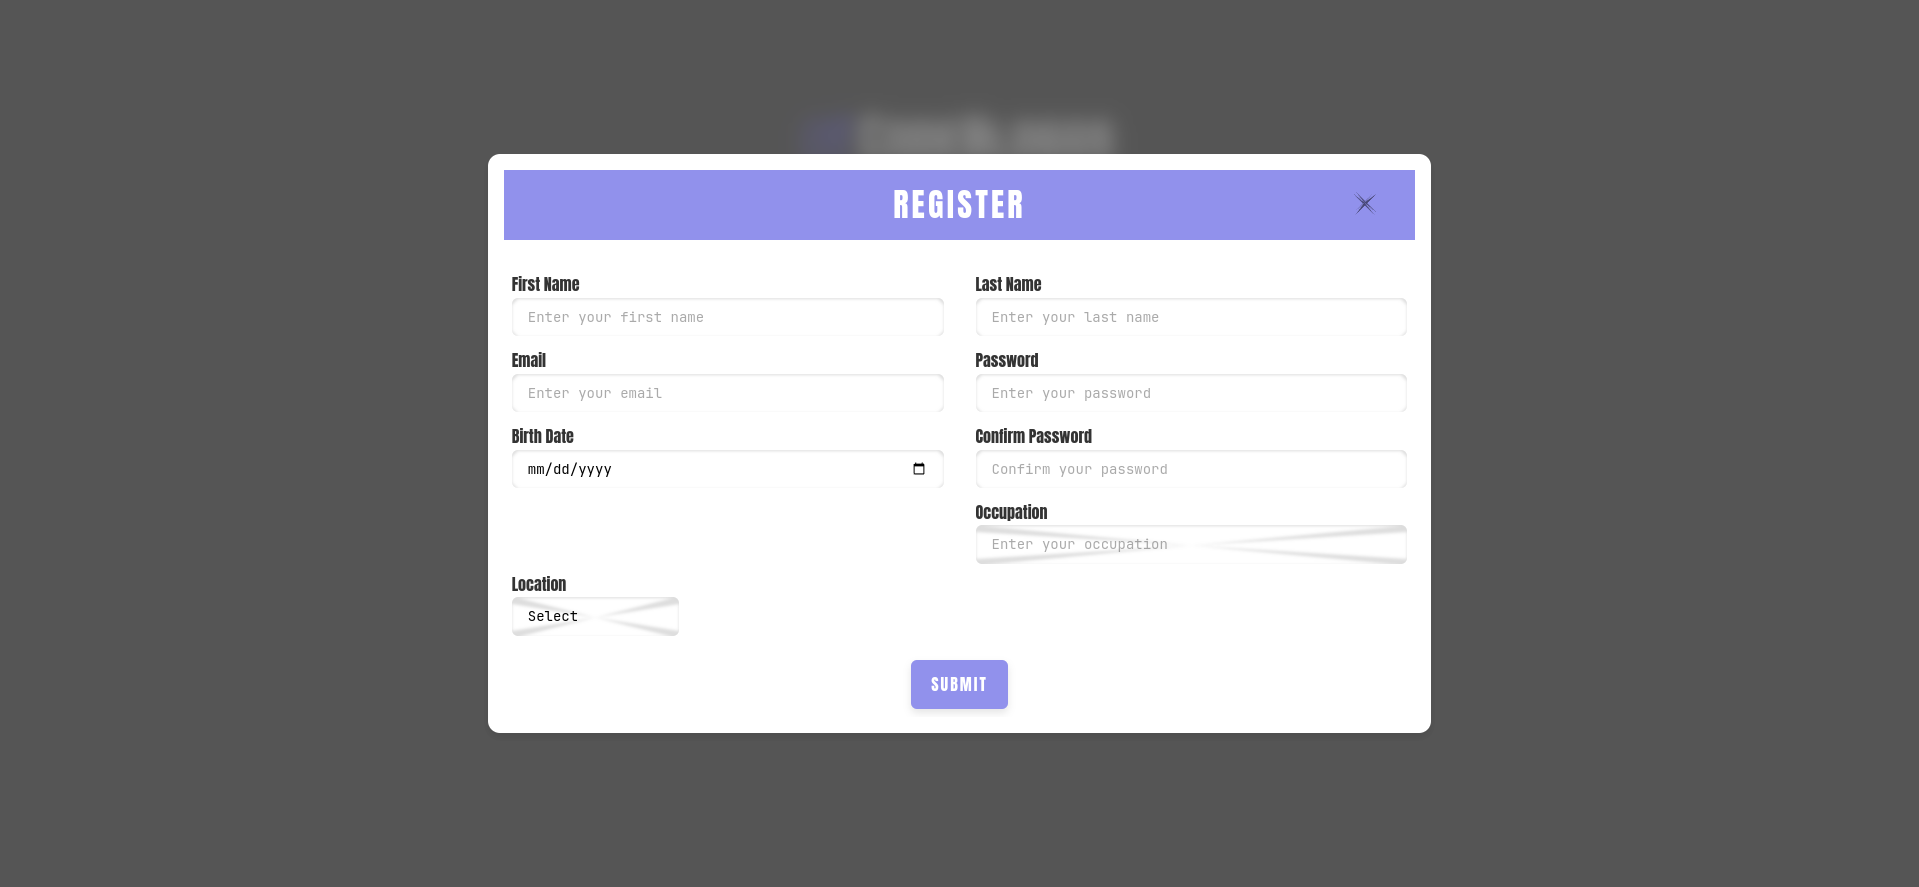 REGISTER
First Name
Last Name
Enter your first name
Enter your last name
Email
Password
Enter your email
Enter your password
Birth Date
Confirm Password
mm/dd/yyyy
Confirm your password
Occupation
Enter your occupation
Location
Select
SUBMIT